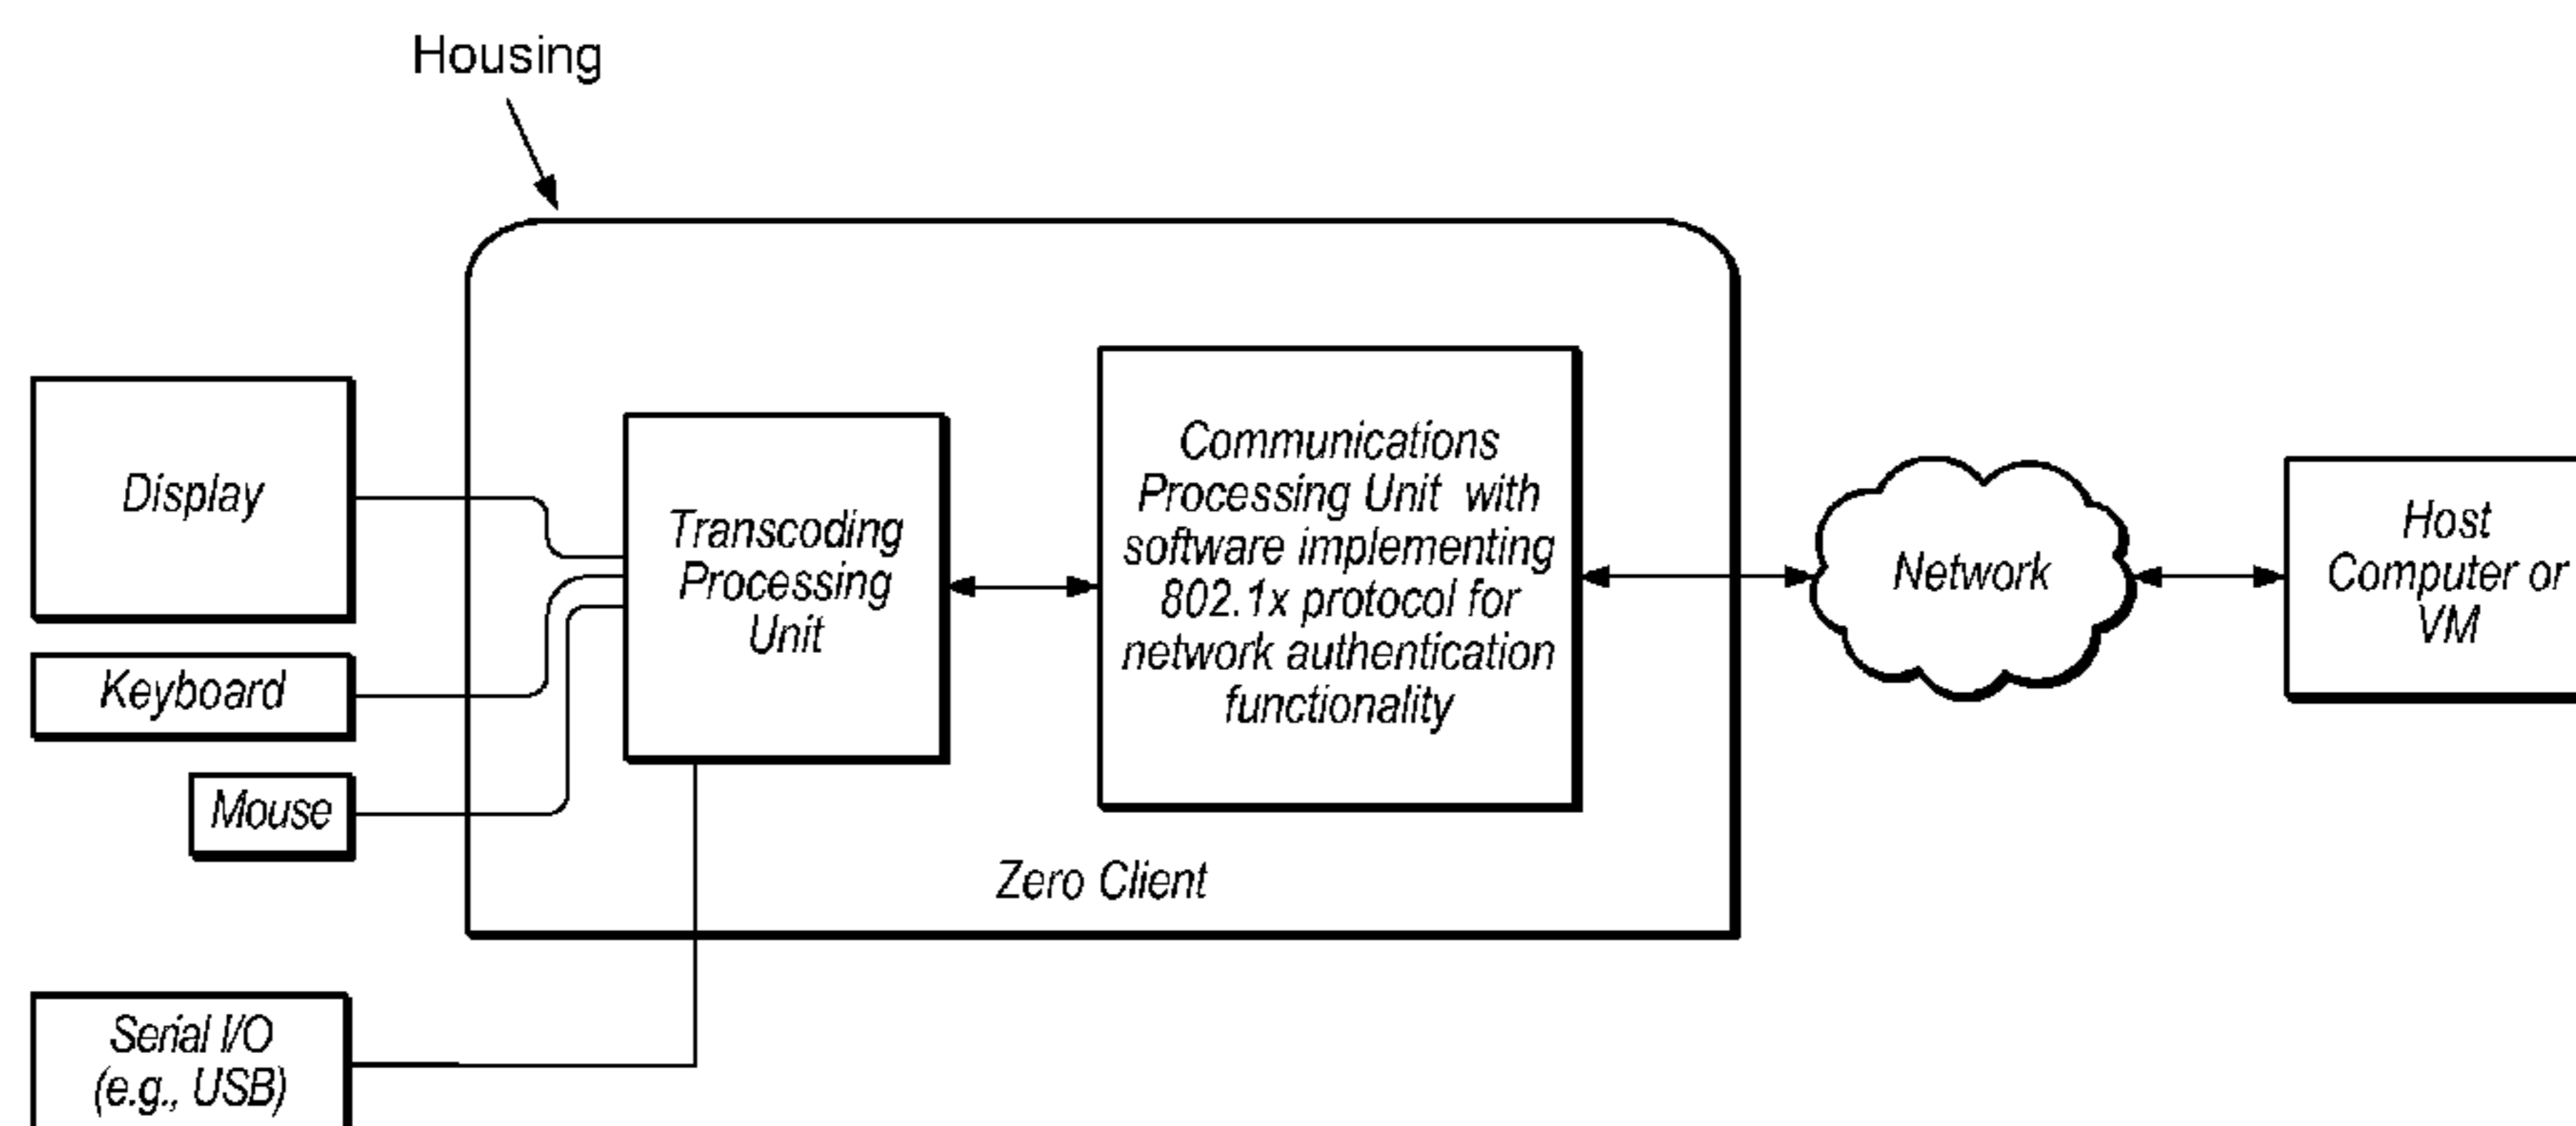 Housing
Display
Keyboard
Mouse
Serial I/O
(e.g., USB)
Transcoding
Processing
Unit
Communications
Processing Unit with
software implementing
802.1x protocol for
network authentication
functionality
Zero Client
Network
Host
Computer or
VM